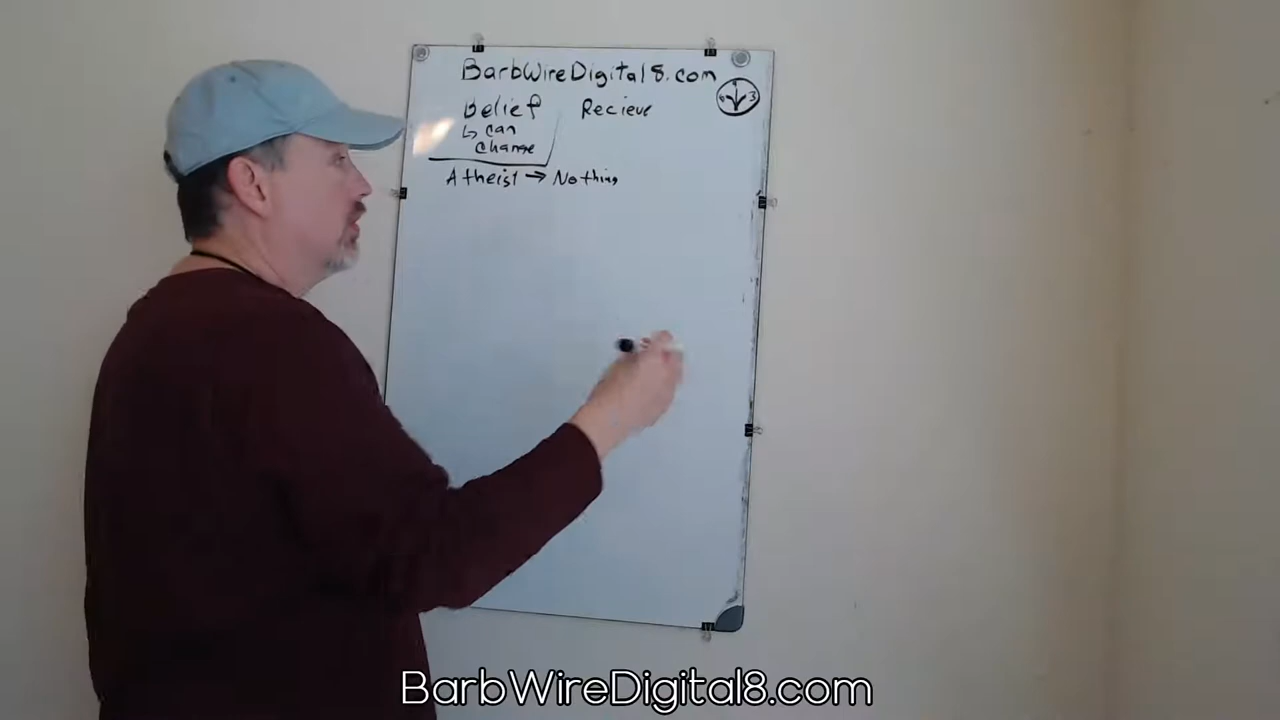 BarbWireDigital8.com
Belief Recieve
↳ can
change
Atheist → Nothing
BarbWireDigital8.com